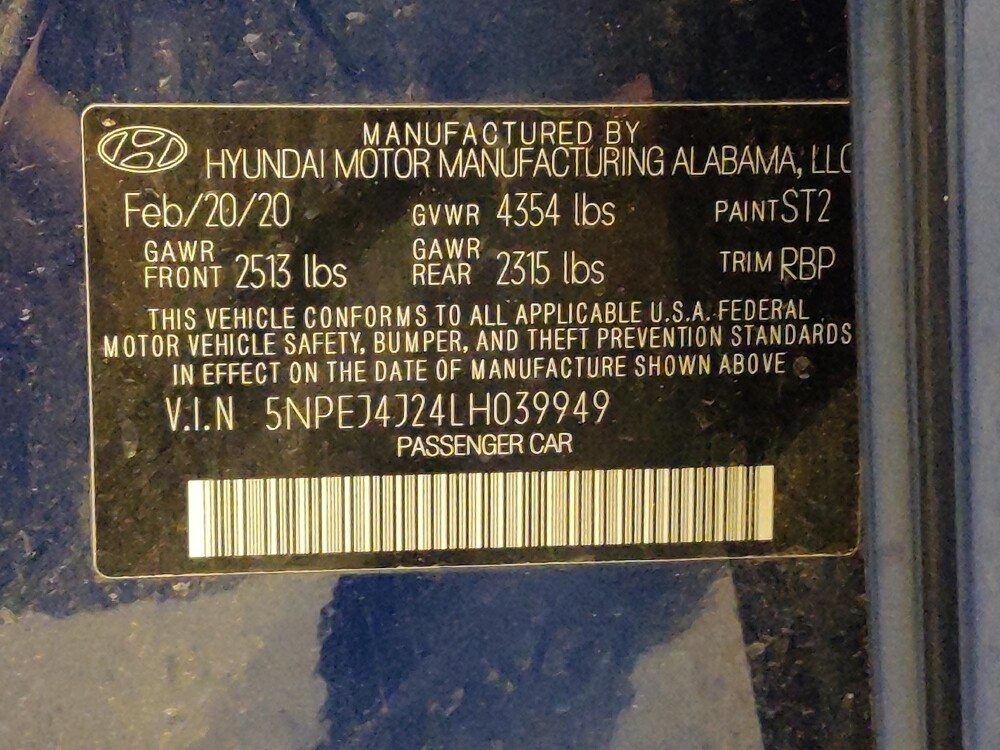 MANUFACTURED BY
HYUNDAI MOTOR MANUFACTURING ALABAMA, LLC
Feb/20/20 GVWR 4354 lbs PAINT ST2
GAWR FRONT 2513 lbs GAWR REAR 2315 lbs TRIM RBP
THIS VEHICLE CONFORMS TO ALL APPLICABLE U.S.A. FEDERAL
MOTOR VEHICLE SAFETY, BUMPER, AND THEFT PREVENTION STANDARDS
IN EFFECT ON THE DATE OF MANUFACTURE SHOWN ABOVE
V.I.N 5NPEJ4J24LH039949
PASSENGER CAR